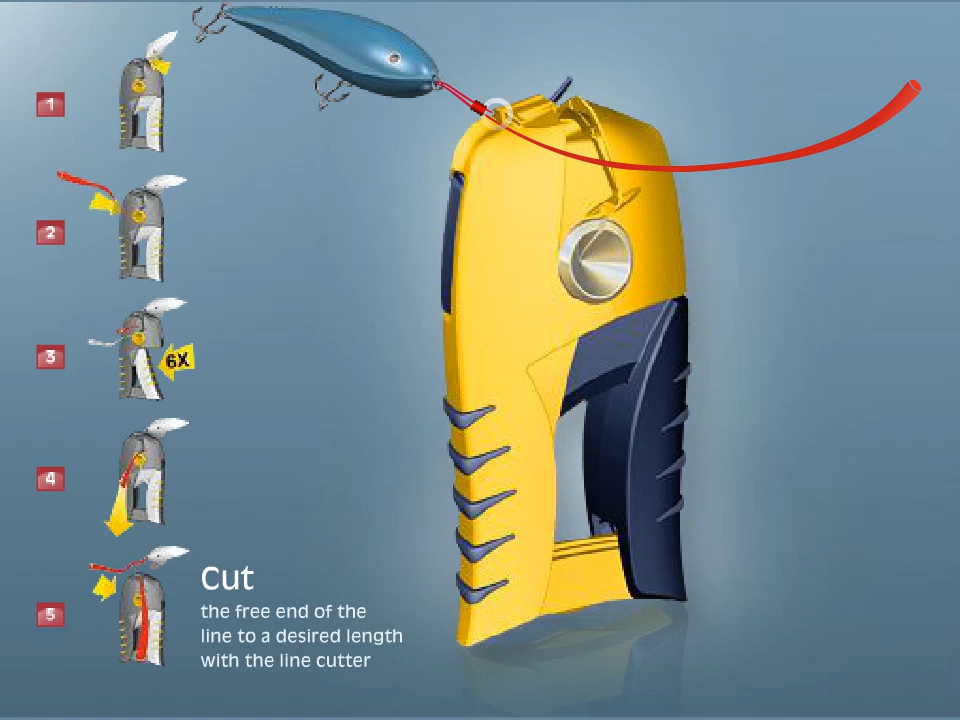 1
2
3
6X
4
5
Cut
the free end of the
line to a desired length
with the line cutter